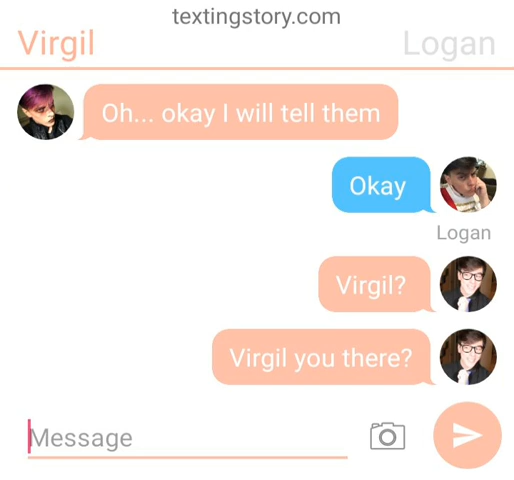 textingstory.com
Virgil
Logan
Oh... okay I will tell them
Okay
Logan
Virgil?
Virgil you there?
Message